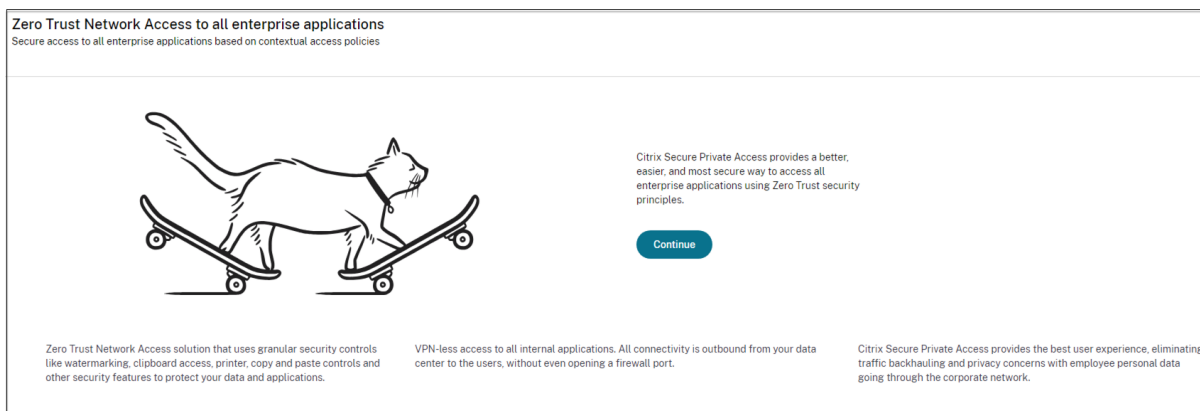 Zero Trust Network Access to all enterprise applications
Secure access to all enterprise applications based on contextual access policies
Citrix Secure Private Access provides a better,
easier, and most secure way to access all
enterprise applications using Zero Trust security
principles.
Continue
Zero Trust Network Access solution that uses granular security controls
like watermarking, clipboard access, printer, copy and paste controls and
other security features to protect your data and applications.
VPN-less access to all internal applications. All connectivity is outbound from your data
center to the users, without even opening a firewall port.
Citrix Secure Private Access provides the best user experience, eliminating
traffic backhauling and privacy concerns with employee personal data
going through the corporate network.